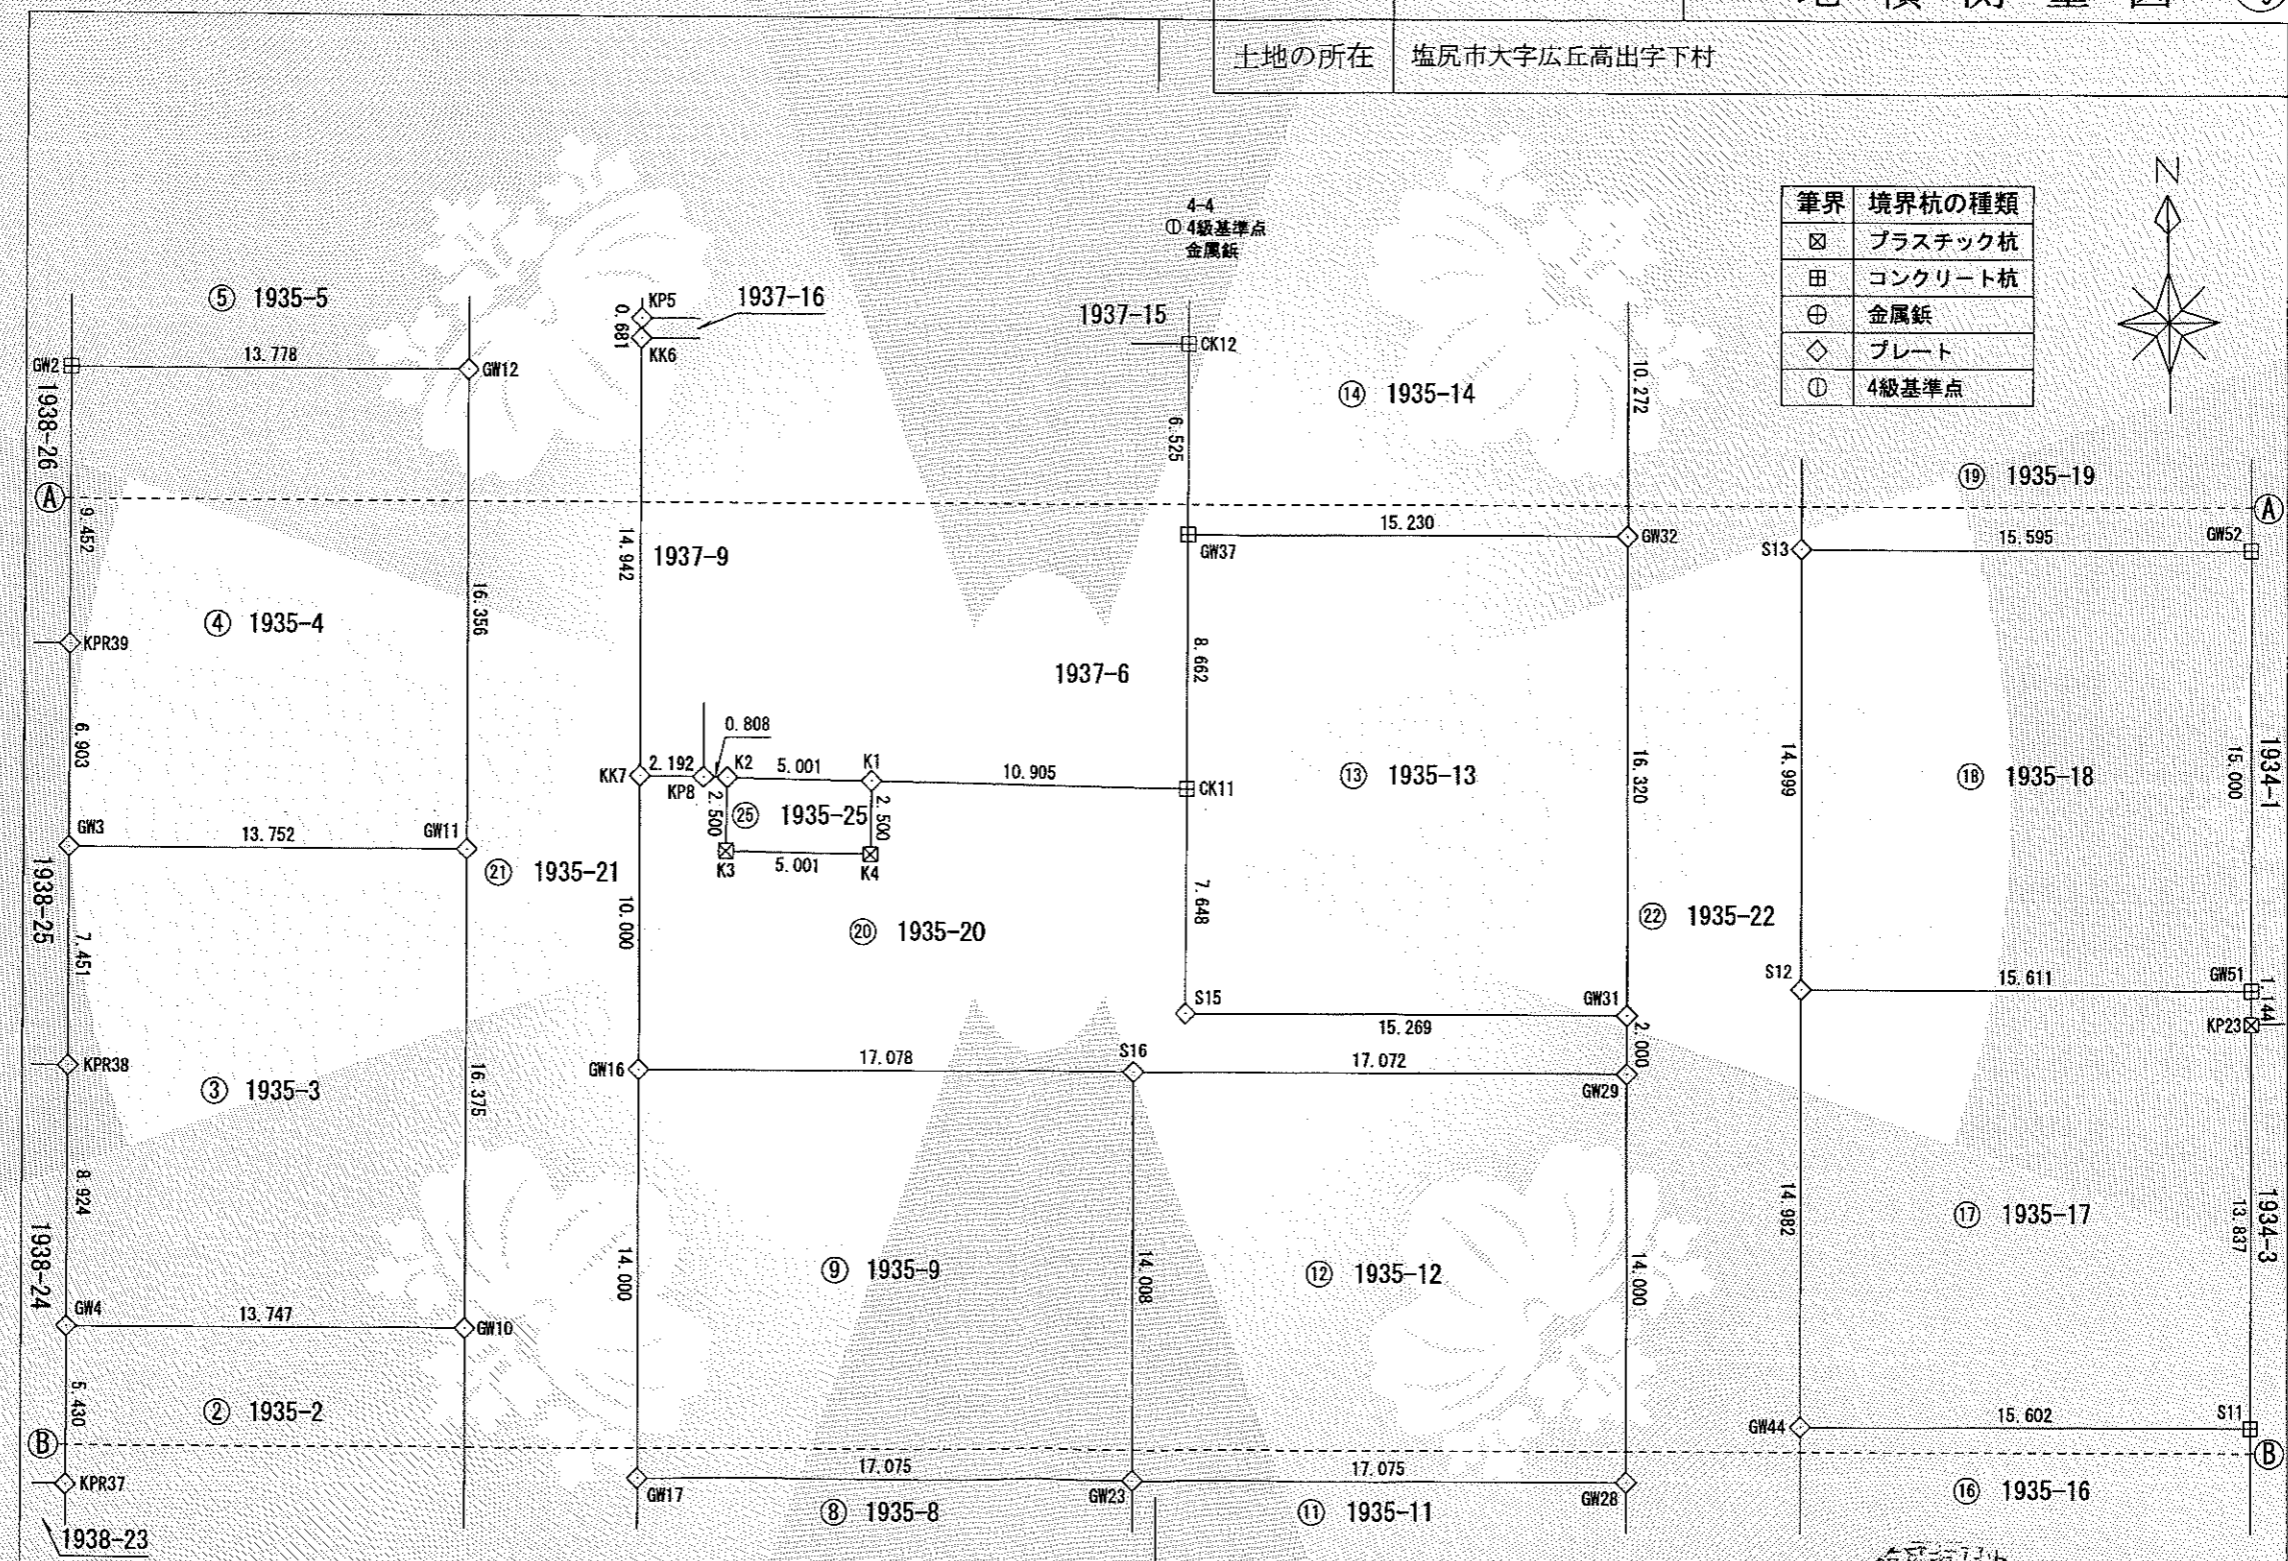 地積測量図
土地の所在 塩尻市大字広丘高出字下村
N
筆界 境界杭の種類
プラスチック杭
コンクリート杭
金属鋲
プレート
4級基準点
4-4
4級基準点
金属鋲
⑤ 1935-5
KP5
0.681
KK6
1937-16
1937-15
CK12
GW2
13.778
GW12
1938-26
⑭ 1935-14
10.272
6.525
⑲ 1935-19
Ⓐ
Ⓐ
9.452
14.942
1937-9
15.230
GW37
GW32
S13
15.595
GW52
④ 1935-4
16.356
KPR39
8.662
1937-6
6.903
0.808
KK7
2.192
KP8
K2
5.001
K1
10.905
CK11
⑬ 1935-13
16.320
14.999
⑱ 1935-18
15.000
1934-1
2.500
㉕ 1935-25
2.500
K3
5.001
K4
GW3
13.752
GW11
1938-25
㉑ 1935-21
10.000
7.648
⑳ 1935-20
㉒ 1935-22
7.451
S12
15.611
GW51
1.144
KP23
S15
15.269
GW31
2.000
KPR38
GW16
17.078
S16
17.072
GW29
③ 1935-3
16.375
8.924
1938-24
14.000
⑨ 1935-9
14.008
⑫ 1935-12
14.000
14.982
⑰ 1935-17
13.837
1934-3
GW4
13.747
GW10
5.430
② 1935-2
GW44
15.602
S11
Ⓑ
Ⓑ
KPR37
GW17
17.075
GW23
17.075
GW28
⑧ 1935-8
⑪ 1935-11
⑯ 1935-16
1938-23